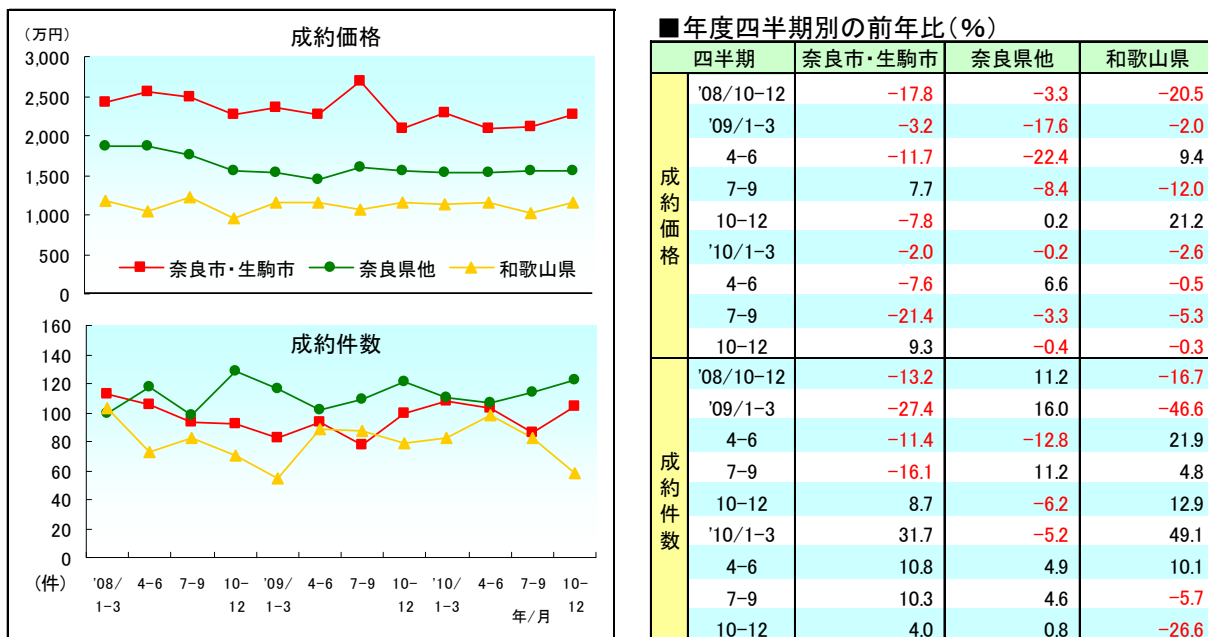 (万円)
成約価格
3,000
2,500
2,000
1,500
1,000
500
0
奈良市・生駒市 奈良県他 和歌山県
成約件数
160
140
120
100
80
60
40
20
0
(件) '08/1-3 4-6 7-9 10-12 '09/1-3 4-6 7-9 10-12 '10/1-3 4-6 7-9 10-12
年/月
■年度四半期別の前年比(%)
四半期 奈良市・生駒市 奈良県他 和歌山県
成約価格
'08/10-12 -17.8 -3.3 -20.5
'09/1-3 -3.2 -17.6 -2.0
4-6 -11.7 -22.4 9.4
7-9 7.7 -8.4 -12.0
10-12 -7.8 0.2 21.2
'10/1-3 -2.0 -0.2 -2.6
4-6 -7.6 6.6 -0.5
7-9 -21.4 -3.3 -5.3
10-12 9.3 -0.4 -0.3
成約件数
'08/10-12 -13.2 11.2 -16.7
'09/1-3 -27.4 16.0 -46.6
4-6 -11.4 -12.8 21.9
7-9 -16.1 11.2 4.8
10-12 8.7 -6.2 12.9
'10/1-3 31.7 -5.2 49.1
4-6 10.8 4.9 10.1
7-9 10.3 4.6 -5.7
10-12 4.0 0.8 -26.6